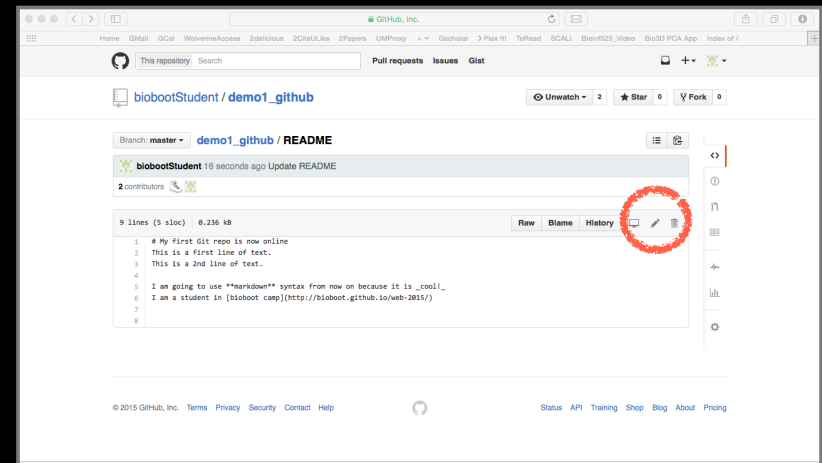 GitHub, Inc.
Home GMail GCal WolverineAccess 2delicious 2CiteULike 2Papers UMProxy Gscholar Plex It! ToRead SCALI Bioinf525_Video Bio3D PCA App Index of /
This repository Search Pull requests Issues Gist
biobootStudent / demo1_github Unwatch 2 Star 0 Fork 0
Branch: master demo1_github / README
biobootStudent 16 seconds ago Update README
2 contributors
9 lines (5 sloc) 0.236 kB Raw Blame History
1 # My first Git repo is now online
2 This is a first line of text.
3 This is a 2nd line of text.
4
5 I am going to use **markdown** syntax from now on because it is _cool!_
6 I am a student in [bioboot camp](http://bioboot.github.io/web-2015/)
7
8
© 2015 GitHub, Inc. Terms Privacy Security Contact Help Status API Training Shop Blog About Pricing